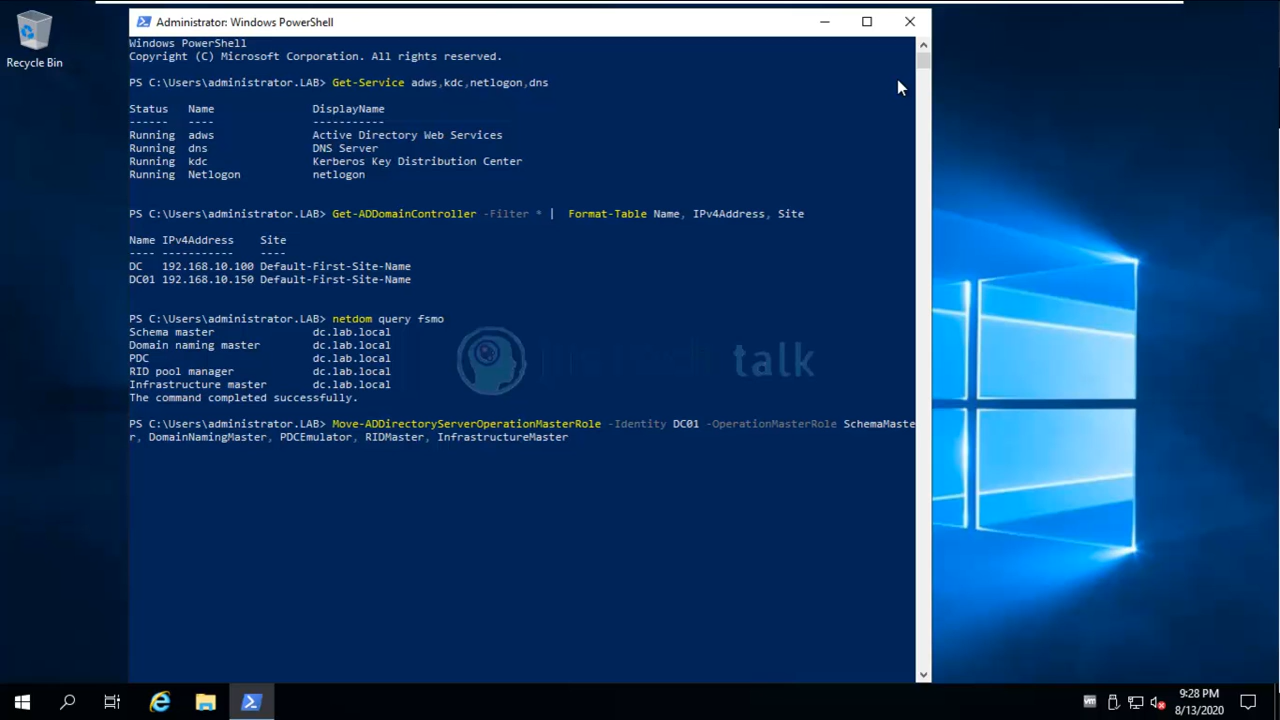 Recycle Bin
Administrator: Windows PowerShell
Windows PowerShell
Copyright (C) Microsoft Corporation. All rights reserved.
PS C:\Users\administrator.LAB> Get-Service adws,kdc,netlogon,dns
Status Name DisplayName
------ ---- -----------
Running adws Active Directory Web Services
Running dns DNS Server
Running kdc Kerberos Key Distribution Center
Running Netlogon netlogon
PS C:\Users\administrator.LAB> Get-ADDomainController -Filter * | Format-Table Name, IPv4Address, Site
Name IPv4Address Site
---- ----------- ----
DC 192.168.10.100 Default-First-Site-Name
DC01 192.168.10.150 Default-First-Site-Name
PS C:\Users\administrator.LAB> netdom query fsmo
Schema master dc.lab.local
Domain naming master dc.lab.local
PDC dc.lab.local
RID pool manager dc.lab.local
Infrastructure master dc.lab.local
The command completed successfully.
talk
PS C:\Users\administrator.LAB> Move-ADDirectoryServerOperationMasterRole -Identity DC01 -OperationMasterRole SchemaMaste
r, DomainNamingMaster, PDCEmulator, RIDMaster, InfrastructureMaster
vm
9:28 PM
8/13/2020